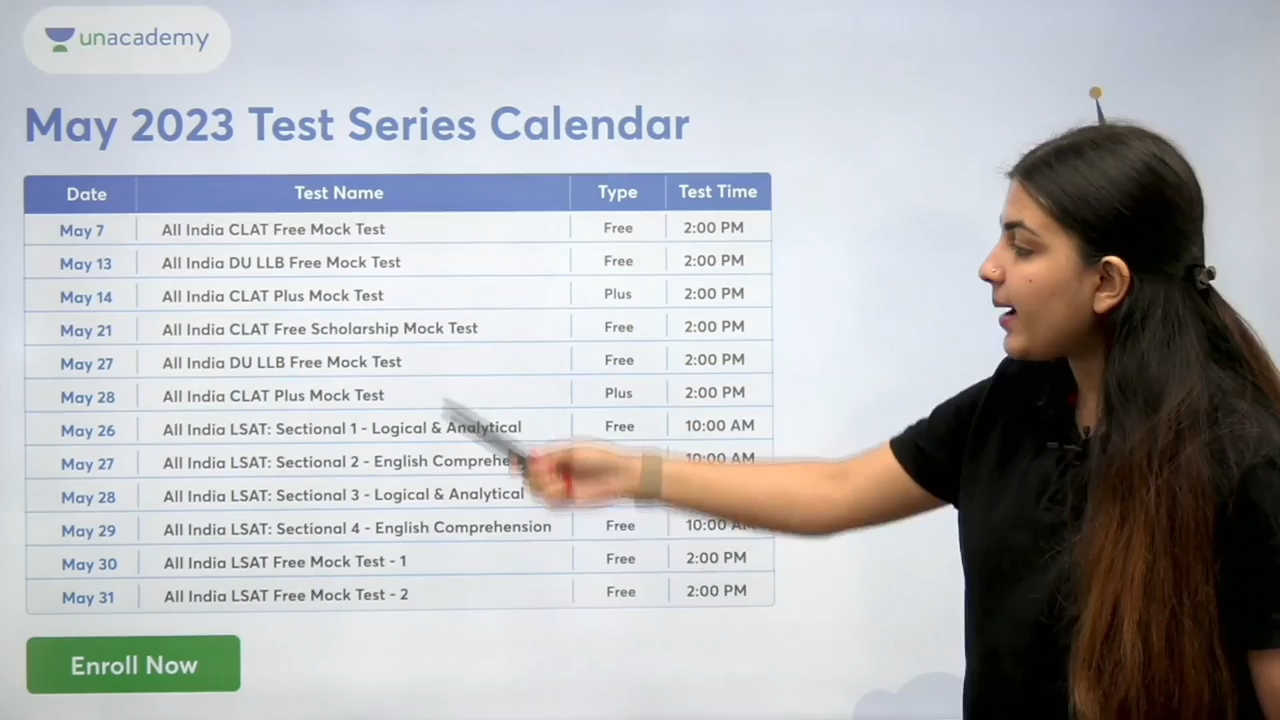 unacademy
May 2023 Test Series Calendar
Date Test Name Type Test Time
May 7 All India CLAT Free Mock Test Free 2:00 PM
May 13 All India DU LLB Free Mock Test Free 2:00 PM
May 14 All India CLAT Plus Mock Test Plus 2:00 PM
May 21 All India CLAT Free Scholarship Mock Test Free 2:00 PM
May 27 All India DU LLB Free Mock Test Free 2:00 PM
May 28 All India CLAT Plus Mock Test Plus 2:00 PM
May 26 All India LSAT: Sectional 1 - Logical & Analytical Free 10:00 AM
May 27 All India LSAT: Sectional 2 - English 10:00 AM
May 28 All India LSAT: Sectional 3 - Logical & Analytical
May 29 All India LSAT: Sectional 4 - English Comprehension Free 10:00 AM
May 30 All India LSAT Free Mock Test - 1 Free 2:00 PM
May 31 All India LSAT Free Mock Test - 2 Free 2:00 PM
Enroll Now